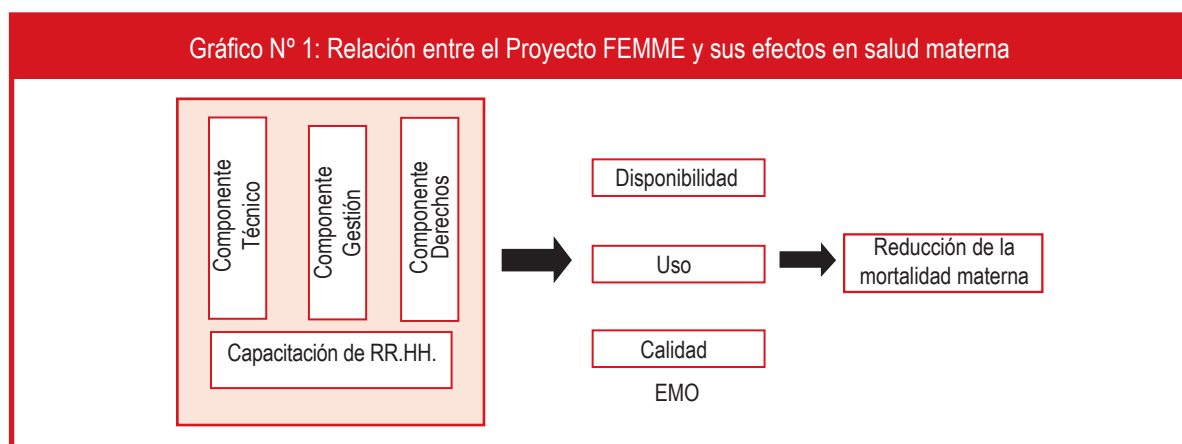 Gráfico Nº 1: Relación entre el Proyecto FEMME y sus efectos en salud materna
Componente
Técnico
Componente
Gestión
Componente
Derechos
Capacitación de RR.HH.
Disponibilidad
Uso
Calidad
EMO
Reducción de la
mortalidad materna